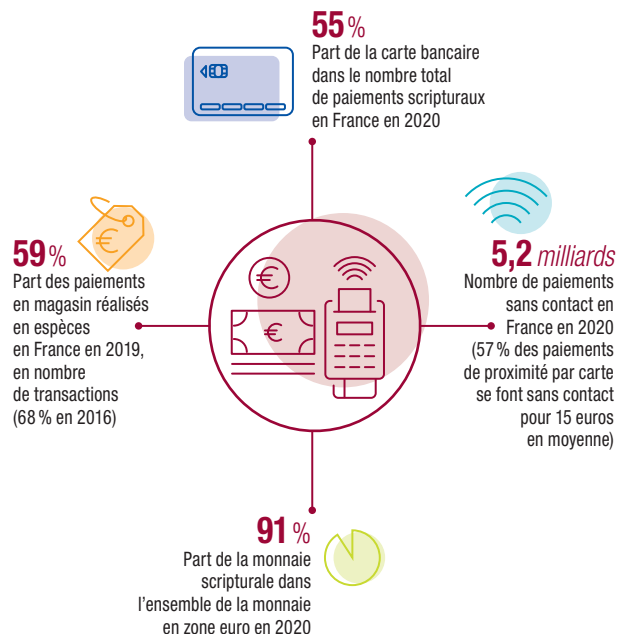 55 %
Part de la carte bancaire
dans le nombre total
de paiements scripturaux
en France en 2020
59 %
Part des paiements
en magasin réalisés
en espèces
en France en 2019,
en nombre
de transactions
(68 % en 2016)
€
€
€
5,2 milliards
Nombre de paiements
sans contact en
France en 2020
(57 % des paiements
de proximité par carte
se font sans contact
pour 15 euros
en moyenne)
91 %
Part de la monnaie
scripturale dans
l'ensemble de la monnaie
en zone euro en 2020